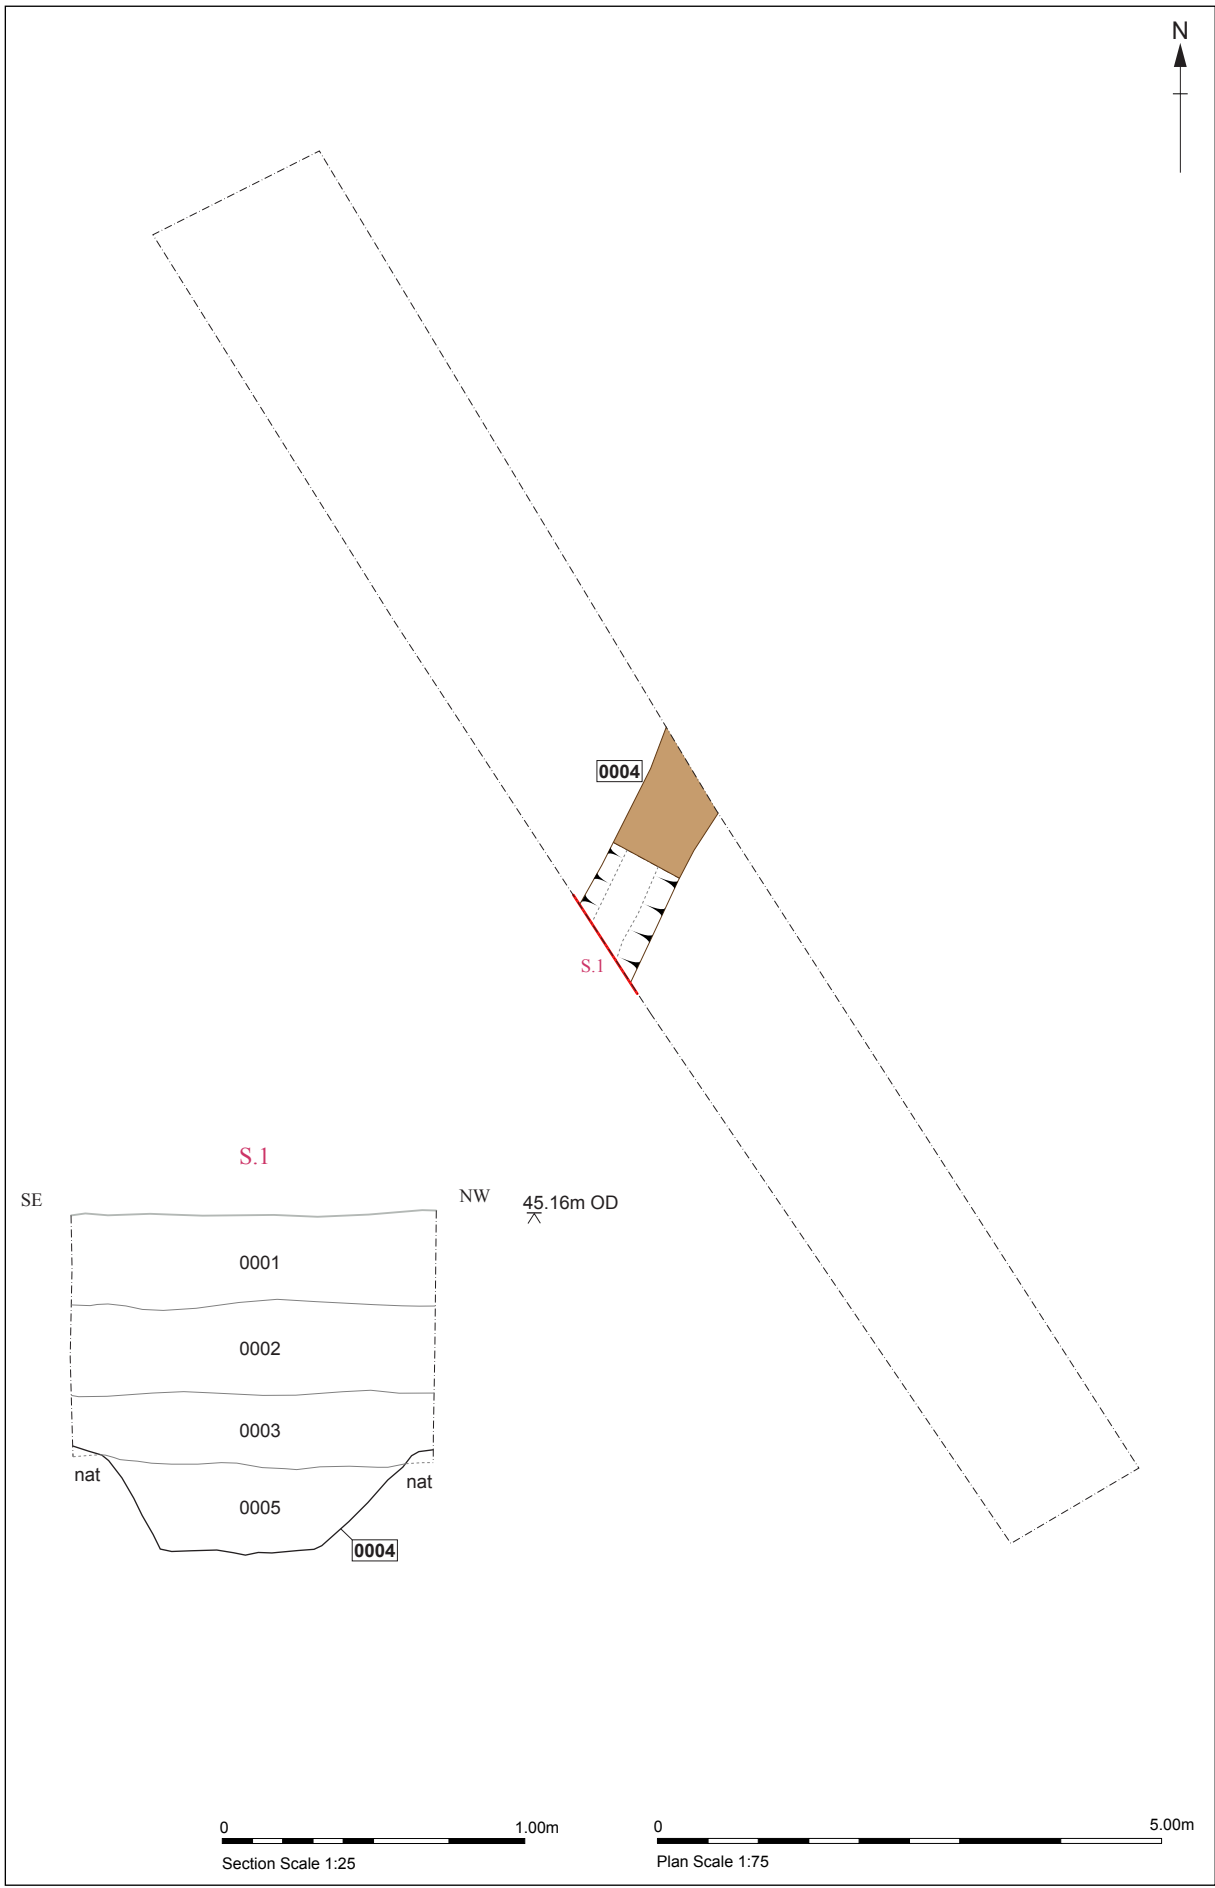 N
0004
S.1
S.1
SE
NW
45.16m OD
0001
0002
0003
nat
nat
0005
0004
0
1.00m
Section Scale 1:25
0
5.00m
Plan Scale 1:75